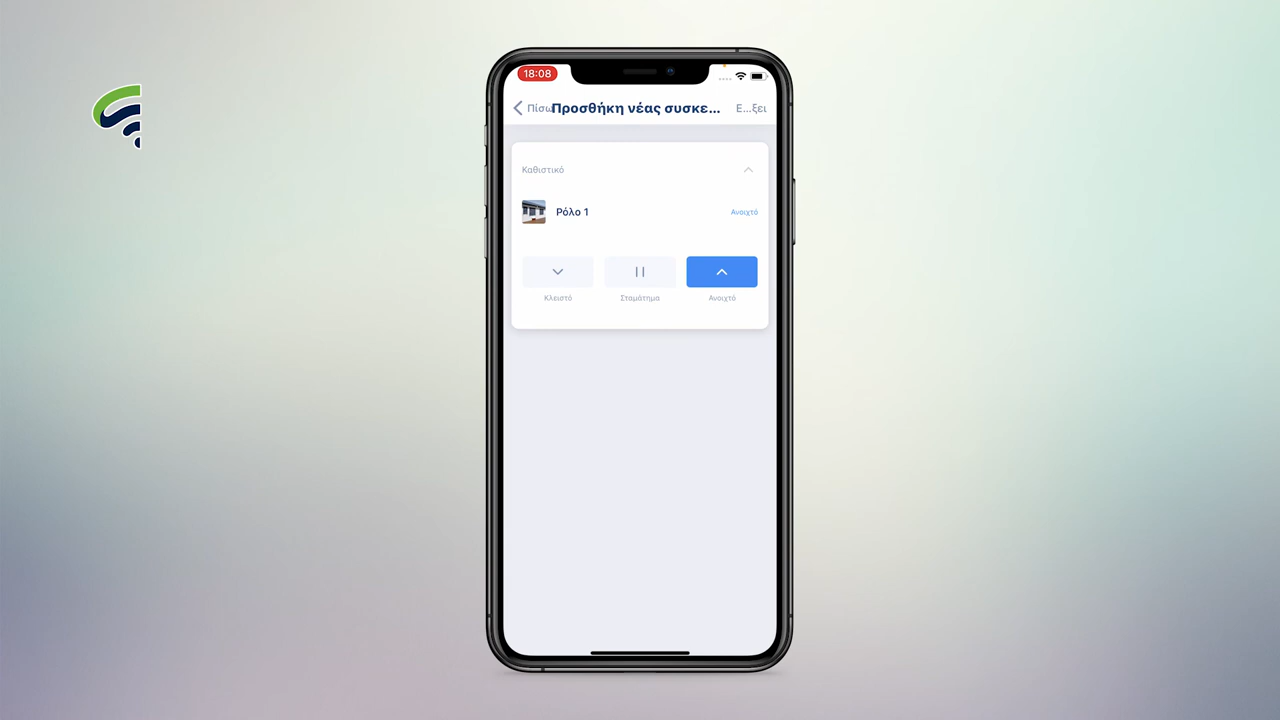 18:08
Πίσω
Προσθήκη νέας συσκε...
Ε...ξει
Καθιστικό
Ρόλο 1
Ανοιχτό
Κλειστό
Σταμάτημα
Ανοιχτό